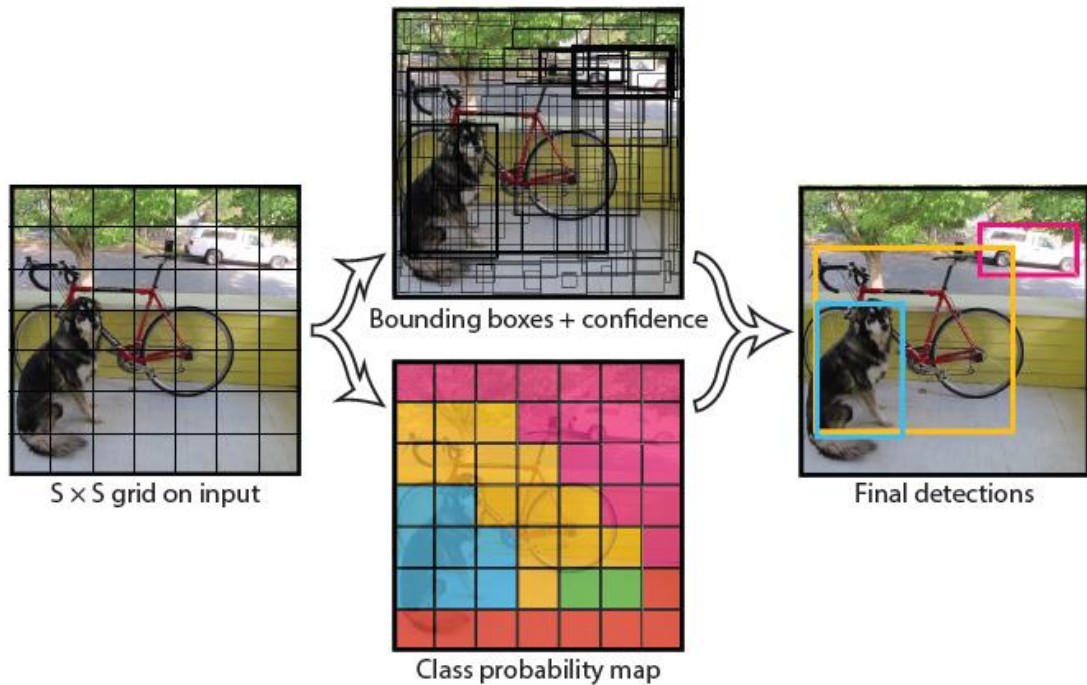 Bounding boxes + confidence
S × S grid on input
Final detections
Class probability map